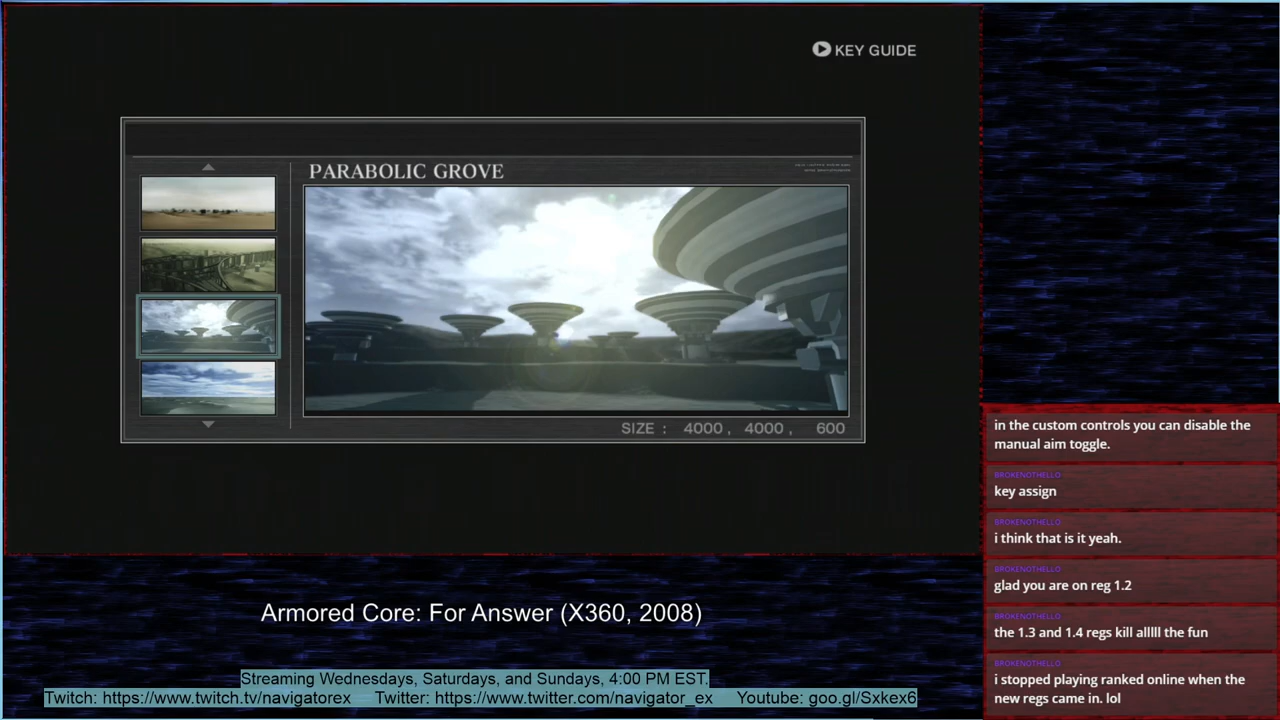 KEY GUIDE
PARABOLIC GROVE
SIZE : 4000 , 4000 , 600
in the custom controls you can disable the
manual aim toggle.
BROKENOTHELLO
key assign
BROKENOTHELLO
i think that is it yeah.
BROKENOTHELLO
glad you are on reg 1.2
BROKENOTHELLO
the 1.3 and 1.4 regs kill alllll the fun
BROKENOTHELLO
i stopped playing ranked online when the
new regs came in. lol
Armored Core: For Answer (X360, 2008)
Streaming Wednesdays, Saturdays, and Sundays, 4:00 PM EST.
Twitch: https://www.twitch.tv/navigatorex Twitter: https://www.twitter.com/navigator_ex Youtube: goo.gl/Sxkex6